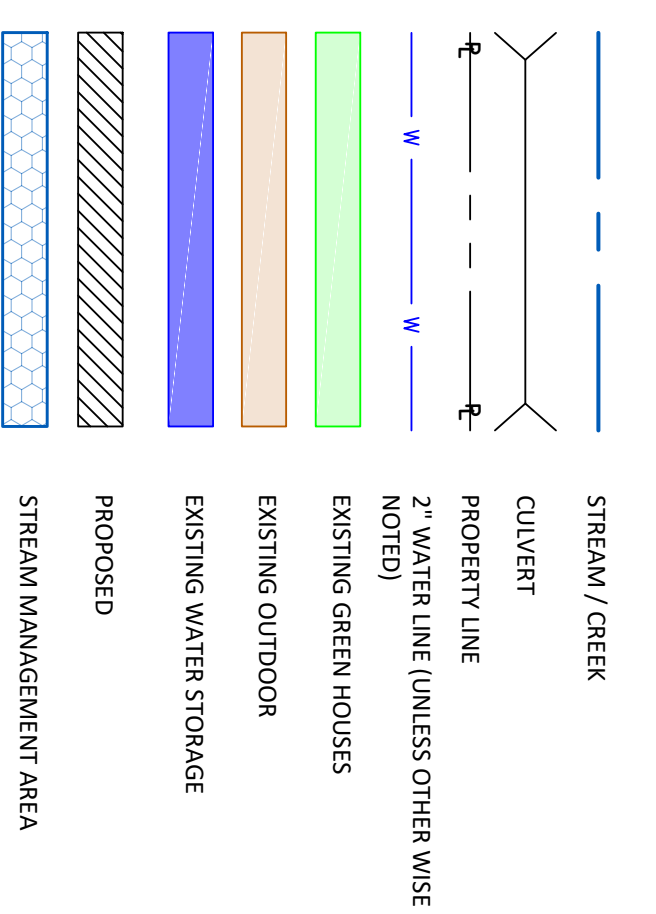 STREAM / CREEK
CULVERT
PL PL
PROPERTY LINE
W W
2" WATER LINE (UNLESS OTHER WISE
NOTED)
EXISTING GREEN HOUSES
EXISTING OUTDOOR
EXISTING WATER STORAGE
PROPOSED
STREAM MANAGEMENT AREA